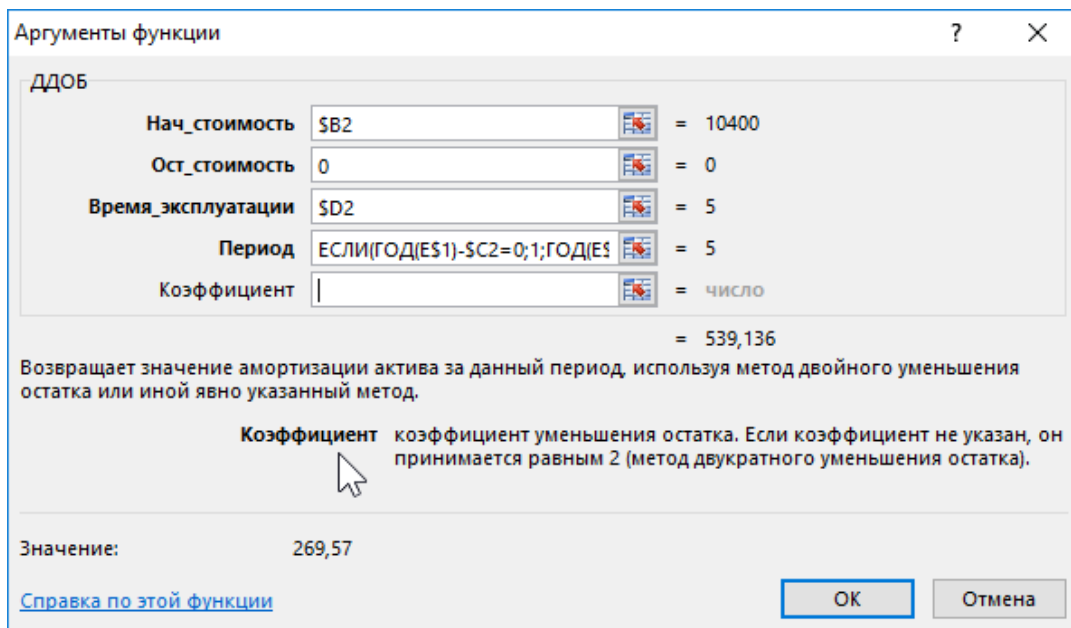 Аргументы функции ?
ДДОБ
Нач_стоимость $B2 = 10400
Ост_стоимость 0 = 0
Время_эксплуатации $D2 = 5
Период ЕСЛИ(ГОД(E$1)-$C2=0;1;ГОД(E$ = 5
Коэффициент = число
= 539,136
Возвращает значение амортизации актива за данный период, используя метод двойного уменьшения
остатка или иной явно указанный метод.
Коэффициент коэффициент уменьшения остатка. Если коэффициент не указан, он
принимается равным 2 (метод двукратного уменьшения остатка).
Значение: 269,57
Справка по этой функции ОК Отмена